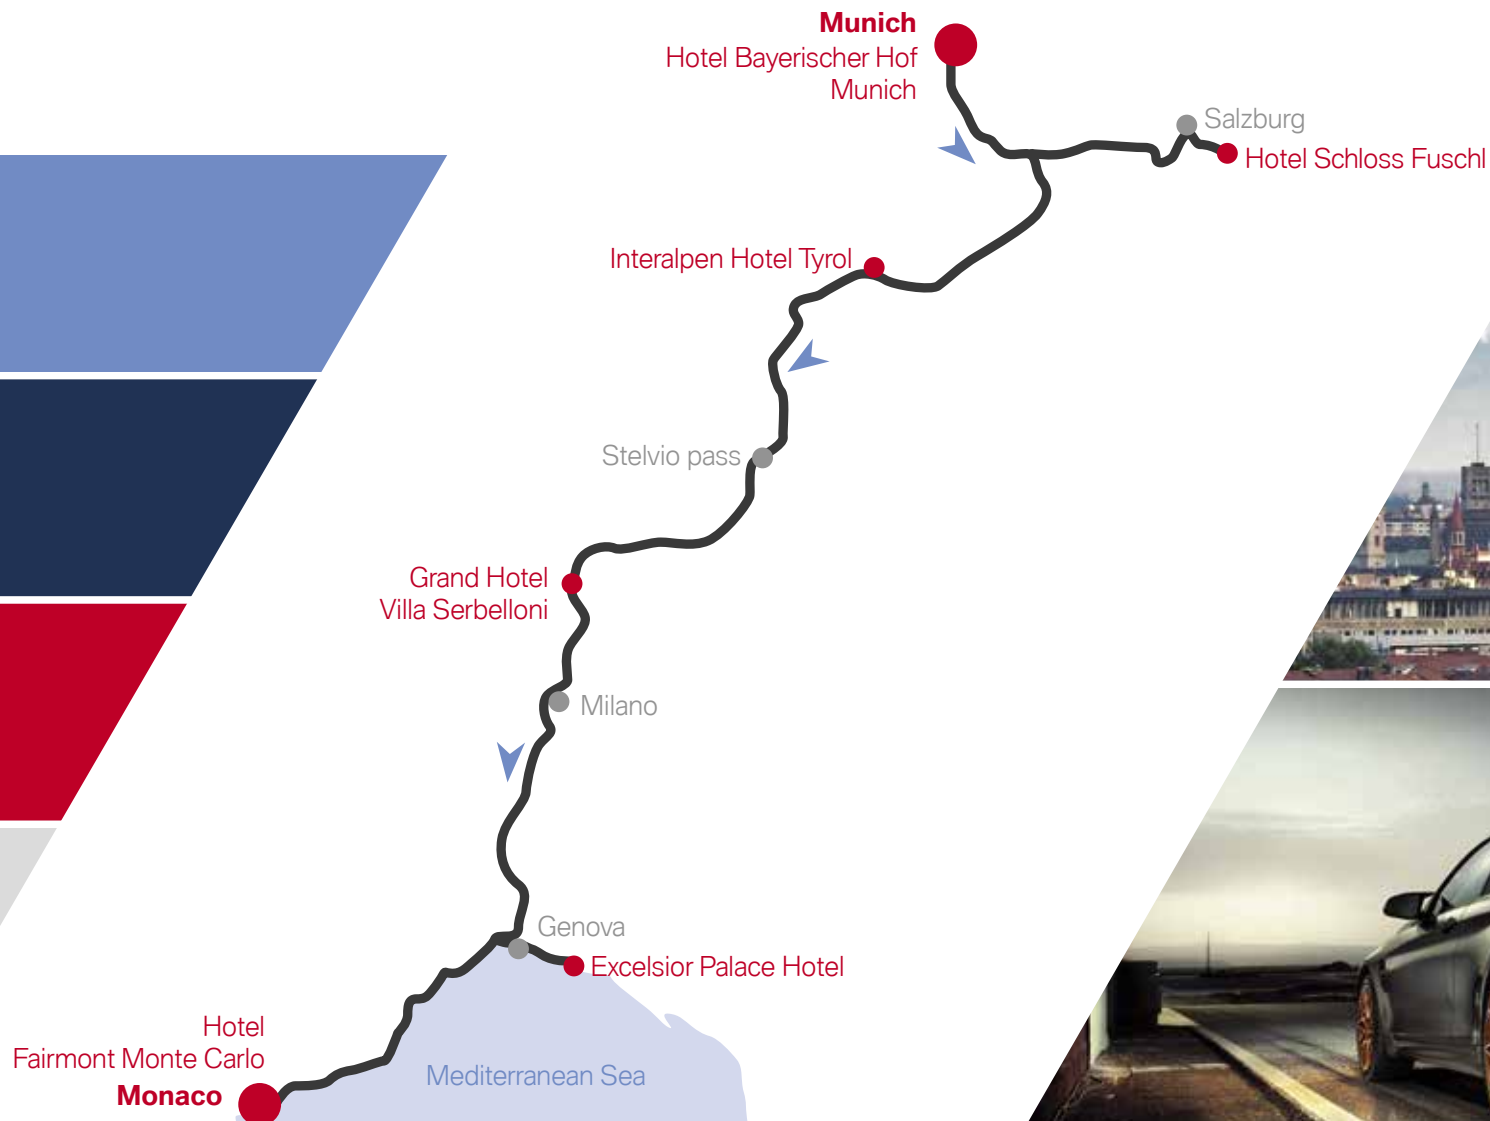 Munich
Hotel Bayerischer Hof
Munich
Salzburg
Hotel Schloss Fuschl
Interalpen Hotel Tyrol
Stelvio pass
Grand Hotel
Villa Serbelloni
Milano
Genova
Excelsior Palace Hotel
Hotel
Fairmont Monte Carlo
Monaco
Mediterranean Sea